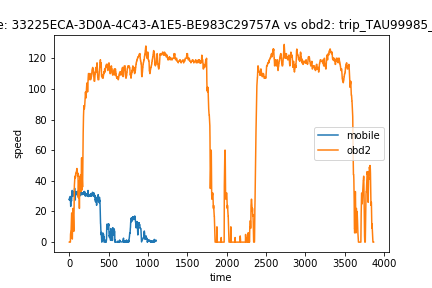 e: 33225ECA-3D0A-4C43-A1E5-BE983C29757A vs obd2: trip_TAU99985_
120
100
80
60
40
20
0
speed
mobile
obd2
0 500 1000 1500 2000 2500 3000 3500 4000
time